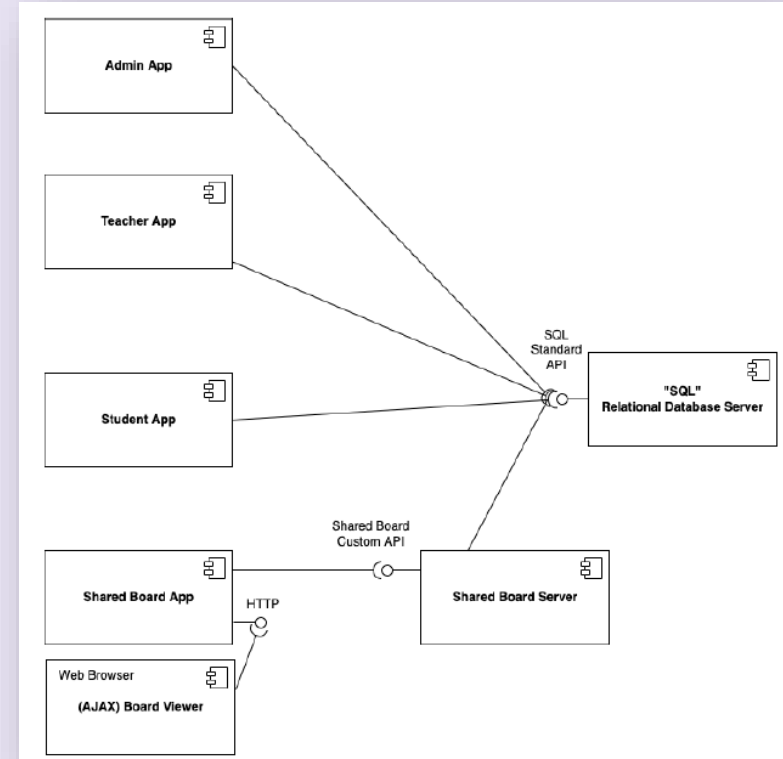 Admin App
Teacher App
SQL
Standard
API
"SQL"
Relational Database Server
Student App
Shared Board
Custom API
Shared Board App
HTTP
Shared Board Server
Web Browser
(AJAX) Board Viewer